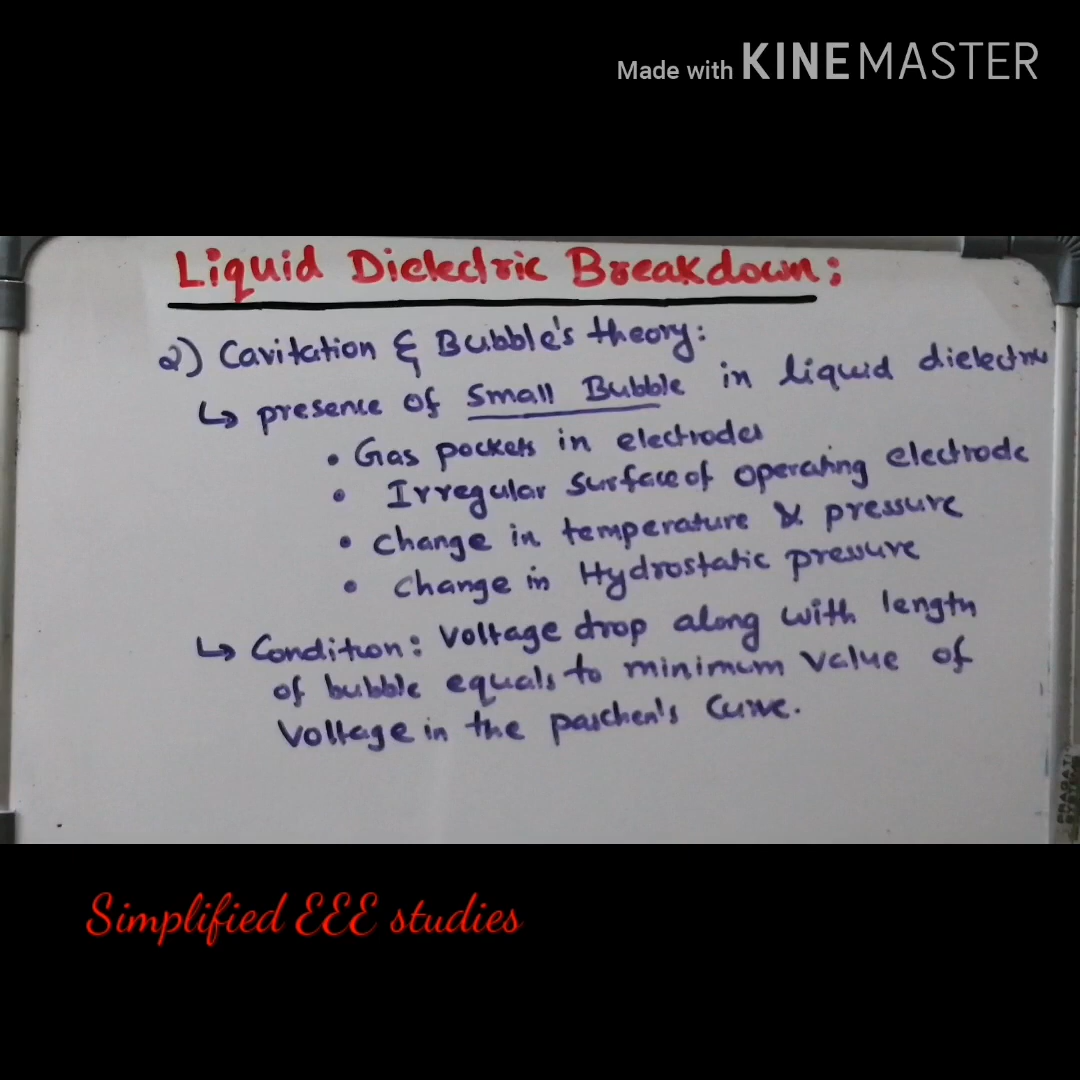 Made with KINEMASTER
Liquid Dielectric Breakdown:
2) Cavitation & Bubble's theory:
↳ presence of Small Bubble in liquid dielectric
• Gas pockets in electrodes
• Irregular surface of operating electrode
• change in temperature & pressure
• change in Hydrostatic pressure
↳ Condition: Voltage drop along with length
of bubble equals to minimum value of
Voltage in the paschen's Curve.
PRAGATI
SYSTEMS
Simplified EEE studies